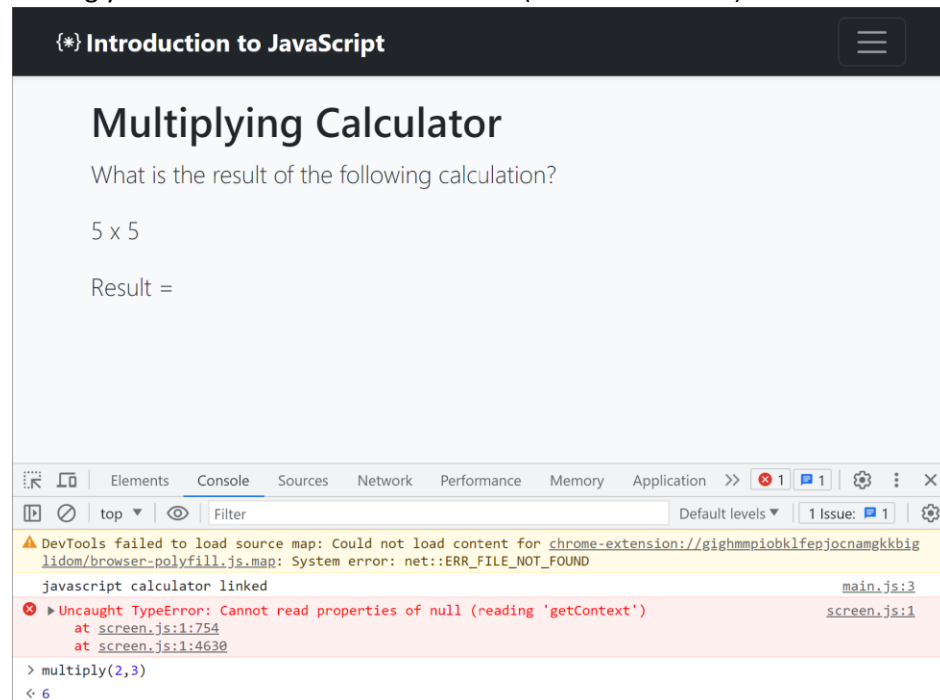 {*} Introduction to JavaScript
Multiplying Calculator
What is the result of the following calculation?
5 x 5
Result =
Elements Console Sources Network Performance Memory Application >> 1 1
top Filter Default levels ▼ 1 Issue: 1
DevTools failed to load source map: Could not load content for chrome-extension://gighmmpiobklfepjocnamgkkbig
lidom/browser-polyfill.js.map: System error: net::ERR_FILE_NOT_FOUND
javascript calculator linked main.js:3
Uncaught TypeError: Cannot read properties of null (reading 'getContext') screen.js:1
at screen.js:1:754
at screen.js:1:4630
> multiply(2,3)
6